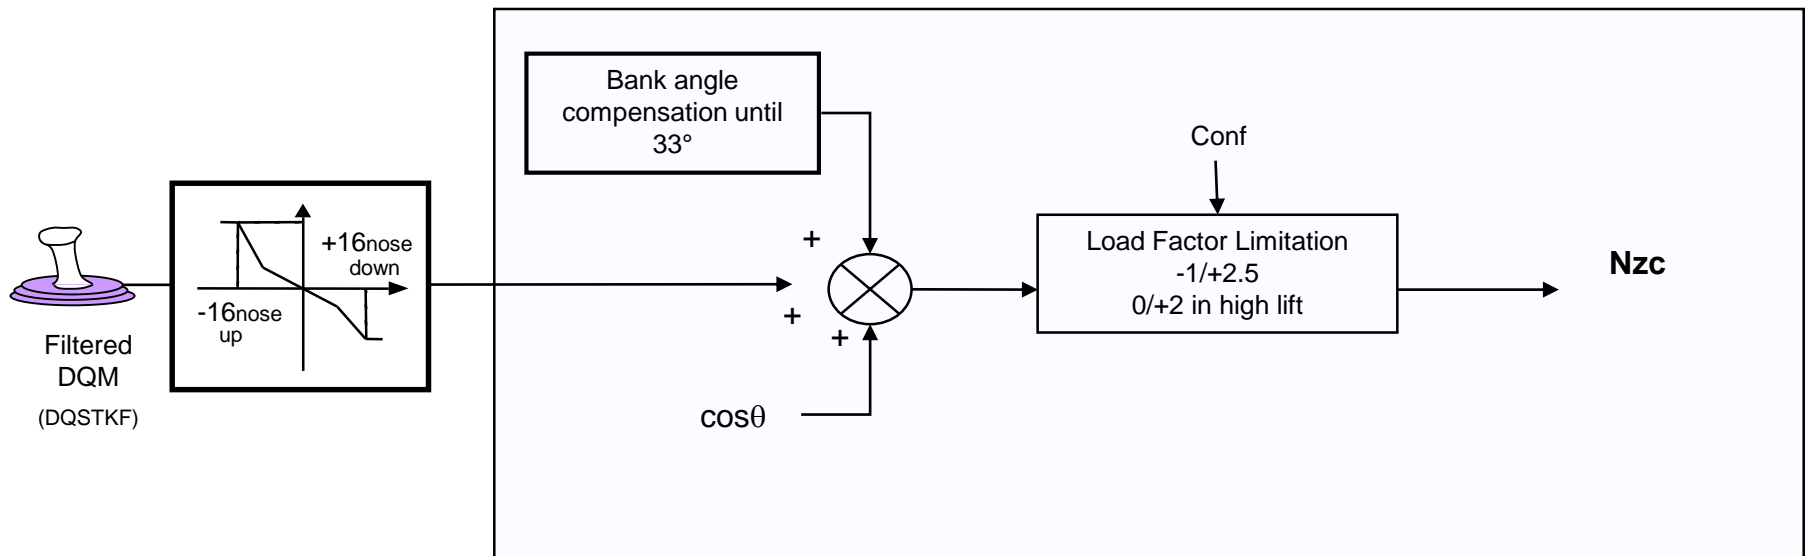 Bank angle
compensation until
33°
Conf
+
+16nose
down
Load Factor Limitation
-1/+2.5
0/+2 in high lift
Nzc
-16nose
up
+
+
Filtered
DQM
(DQSTKF)
cosθ